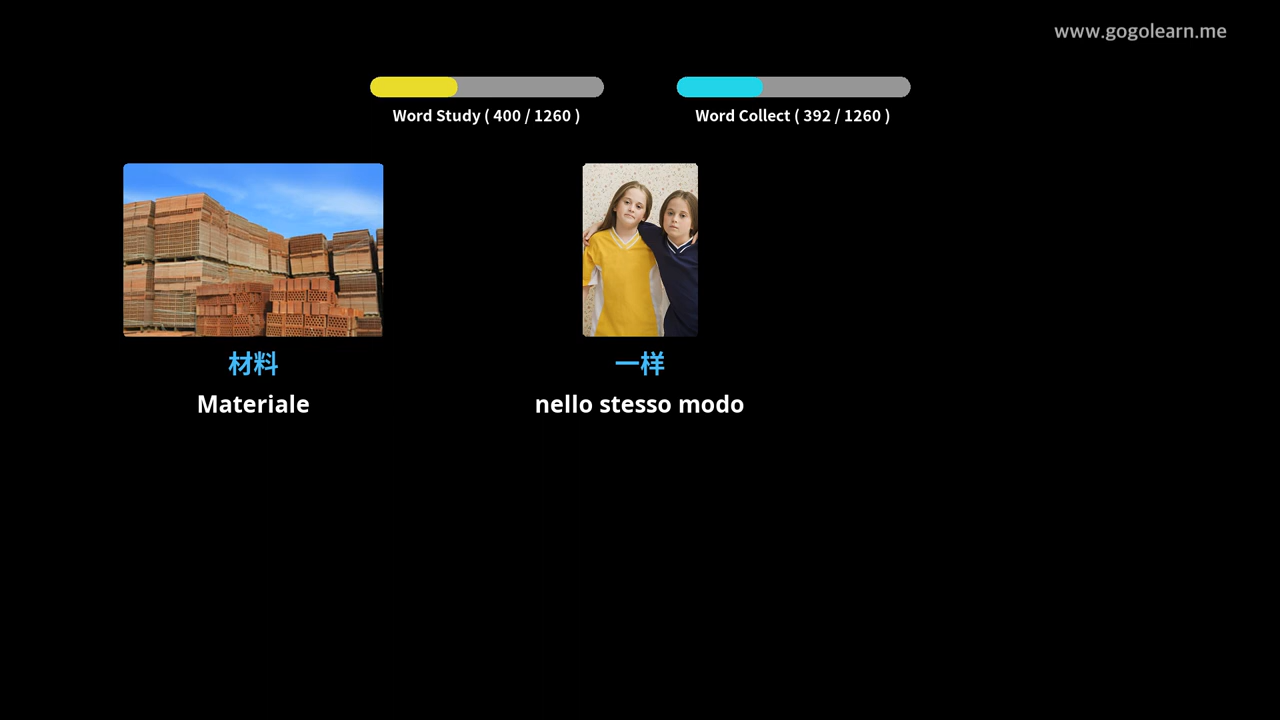 www.gogolearn.me
Word Study ( 400 / 1260 )
Word Collect ( 392 / 1260 )
材料
Materiale
一样
nello stesso modo